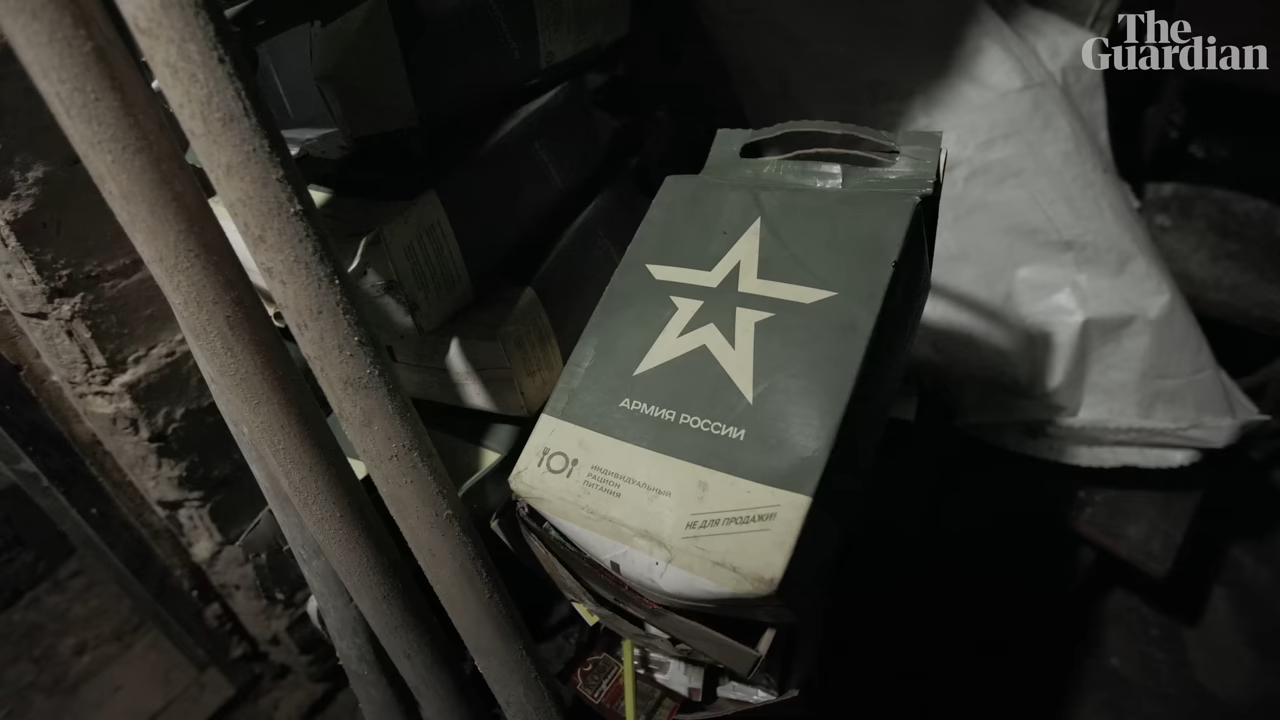 The
Guardian
АРМИЯ РОССИИ
ИНДИВИДУАЛЬНЫЙ
РАЦИОН
ПИТАНИЯ
НЕ ДЛЯ ПРОДАЖИ!